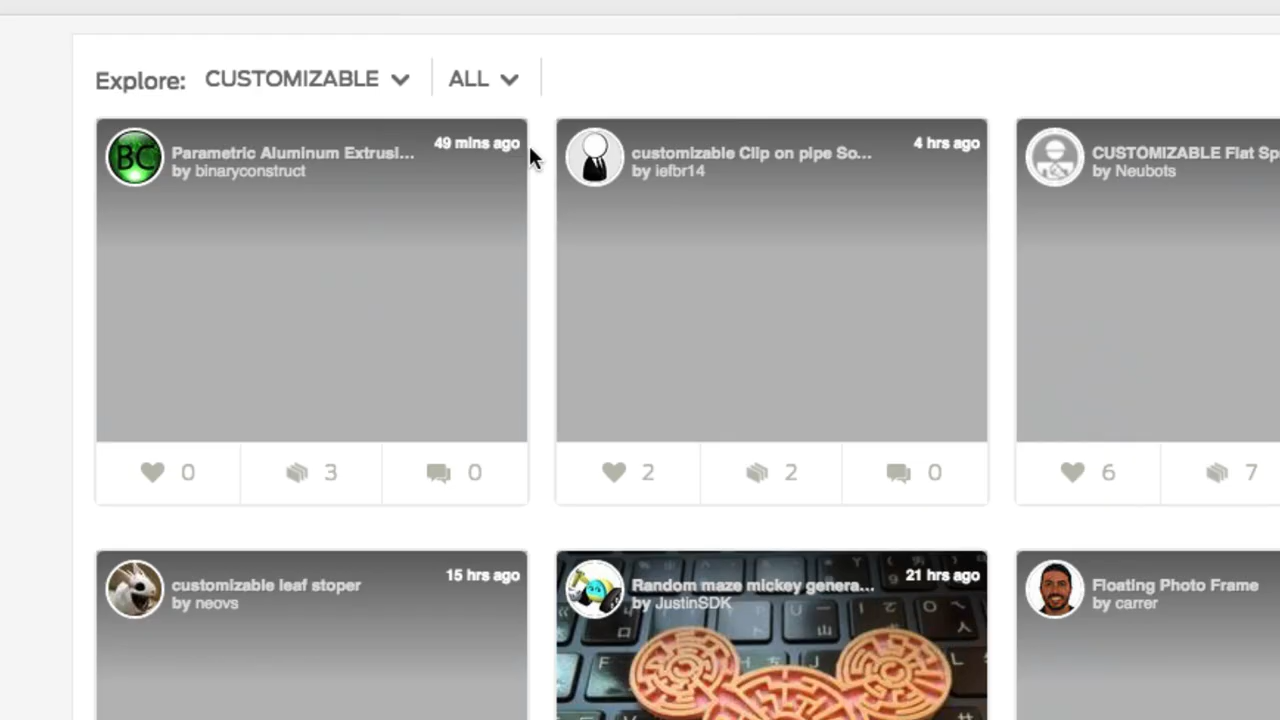 Explore: CUSTOMIZABLE ALL
BC
Parametric Aluminum Extrusi... 49 mins ago
by binaryconstruct
customizable Clip on pipe So... 4 hrs ago
by iefbr14
CUSTOMIZABLE Flat Sp
by Neubots
0 3 0
2 2 0
6 7
customizable leaf stoper 15 hrs ago
by neovs
Random maze mickey genera... 21 hrs ago
by JustinSDK
Floating Photo Frame
by carrer